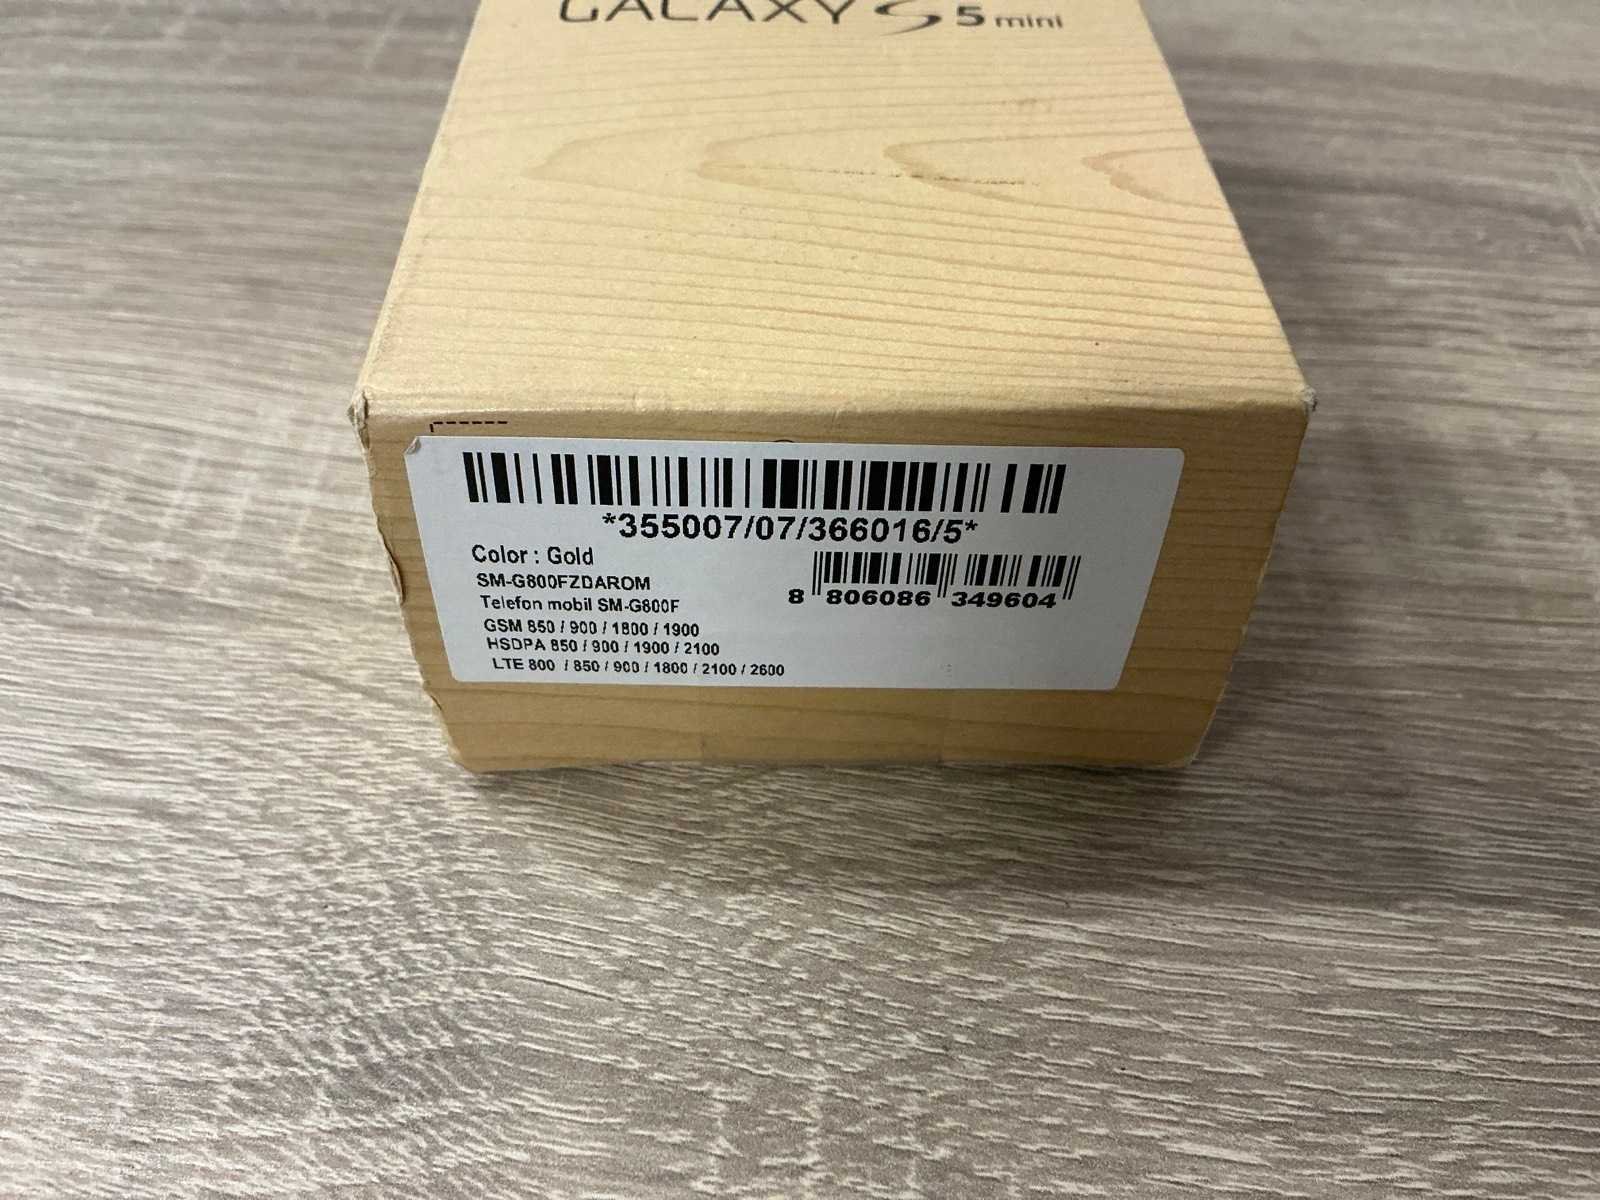 GALAXY S5 mini
*355007/07/366016/5*
Color : Gold
SM-G800FZDAROM
Telefon mobil SM-G800F
8 806086 349604
GSM 850 / 900 / 1800 / 1900
HSDPA 850 / 900 / 1900 / 2100
LTE 800 / 850 / 900 / 1800 / 2100 / 2600